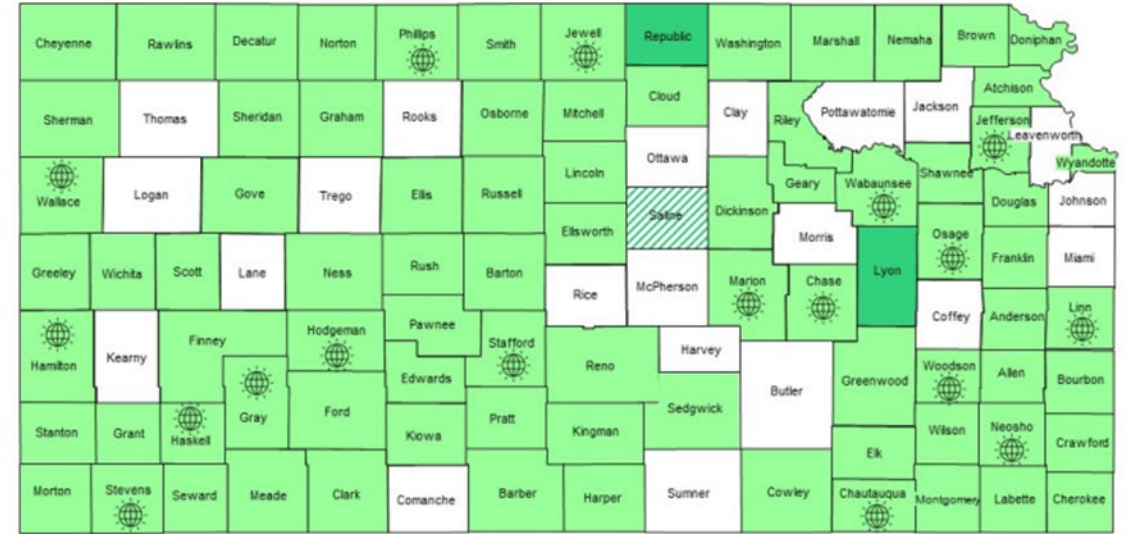 Cheyenne
Rawlins
Decatur
Norton
Phillips
Smith
Jewell
Republic
Washington
Marshall
Nemaha
Brown
Doniphan
Sherman
Thomas
Sheridan
Graham
Rooks
Osborne
Mitchell
Cloud
Clay
Riley
Pottawatomie
Jackson
Atchison
Jefferson
Leavenworth
Wyandotte
Ottawa
Wallace
Logan
Gove
Trego
Ellis
Russell
Lincoln
Saline
Dickinson
Geary
Wabaunsee
Shawnee
Douglas
Johnson
Ellsworth
Morris
Osage
Greeley
Wichita
Scott
Lane
Ness
Rush
Barton
Rice
McPherson
Marion
Chase
Lyon
Franklin
Miami
Coffey
Anderson
Linn
Hamilton
Kearny
Finney
Hodgeman
Pawnee
Stafford
Reno
Harvey
Butler
Greenwood
Woodson
Allen
Bourbon
Edwards
Gray
Ford
Sedgwick
Stanton
Grant
Haskell
Kiowa
Pratt
Kingman
Elk
Wilson
Neosho
Crawford
Morton
Stevens
Seward
Meade
Clark
Comanche
Barber
Harper
Sumner
Cowley
Chautauqua
Montgomery
Labette
Cherokee